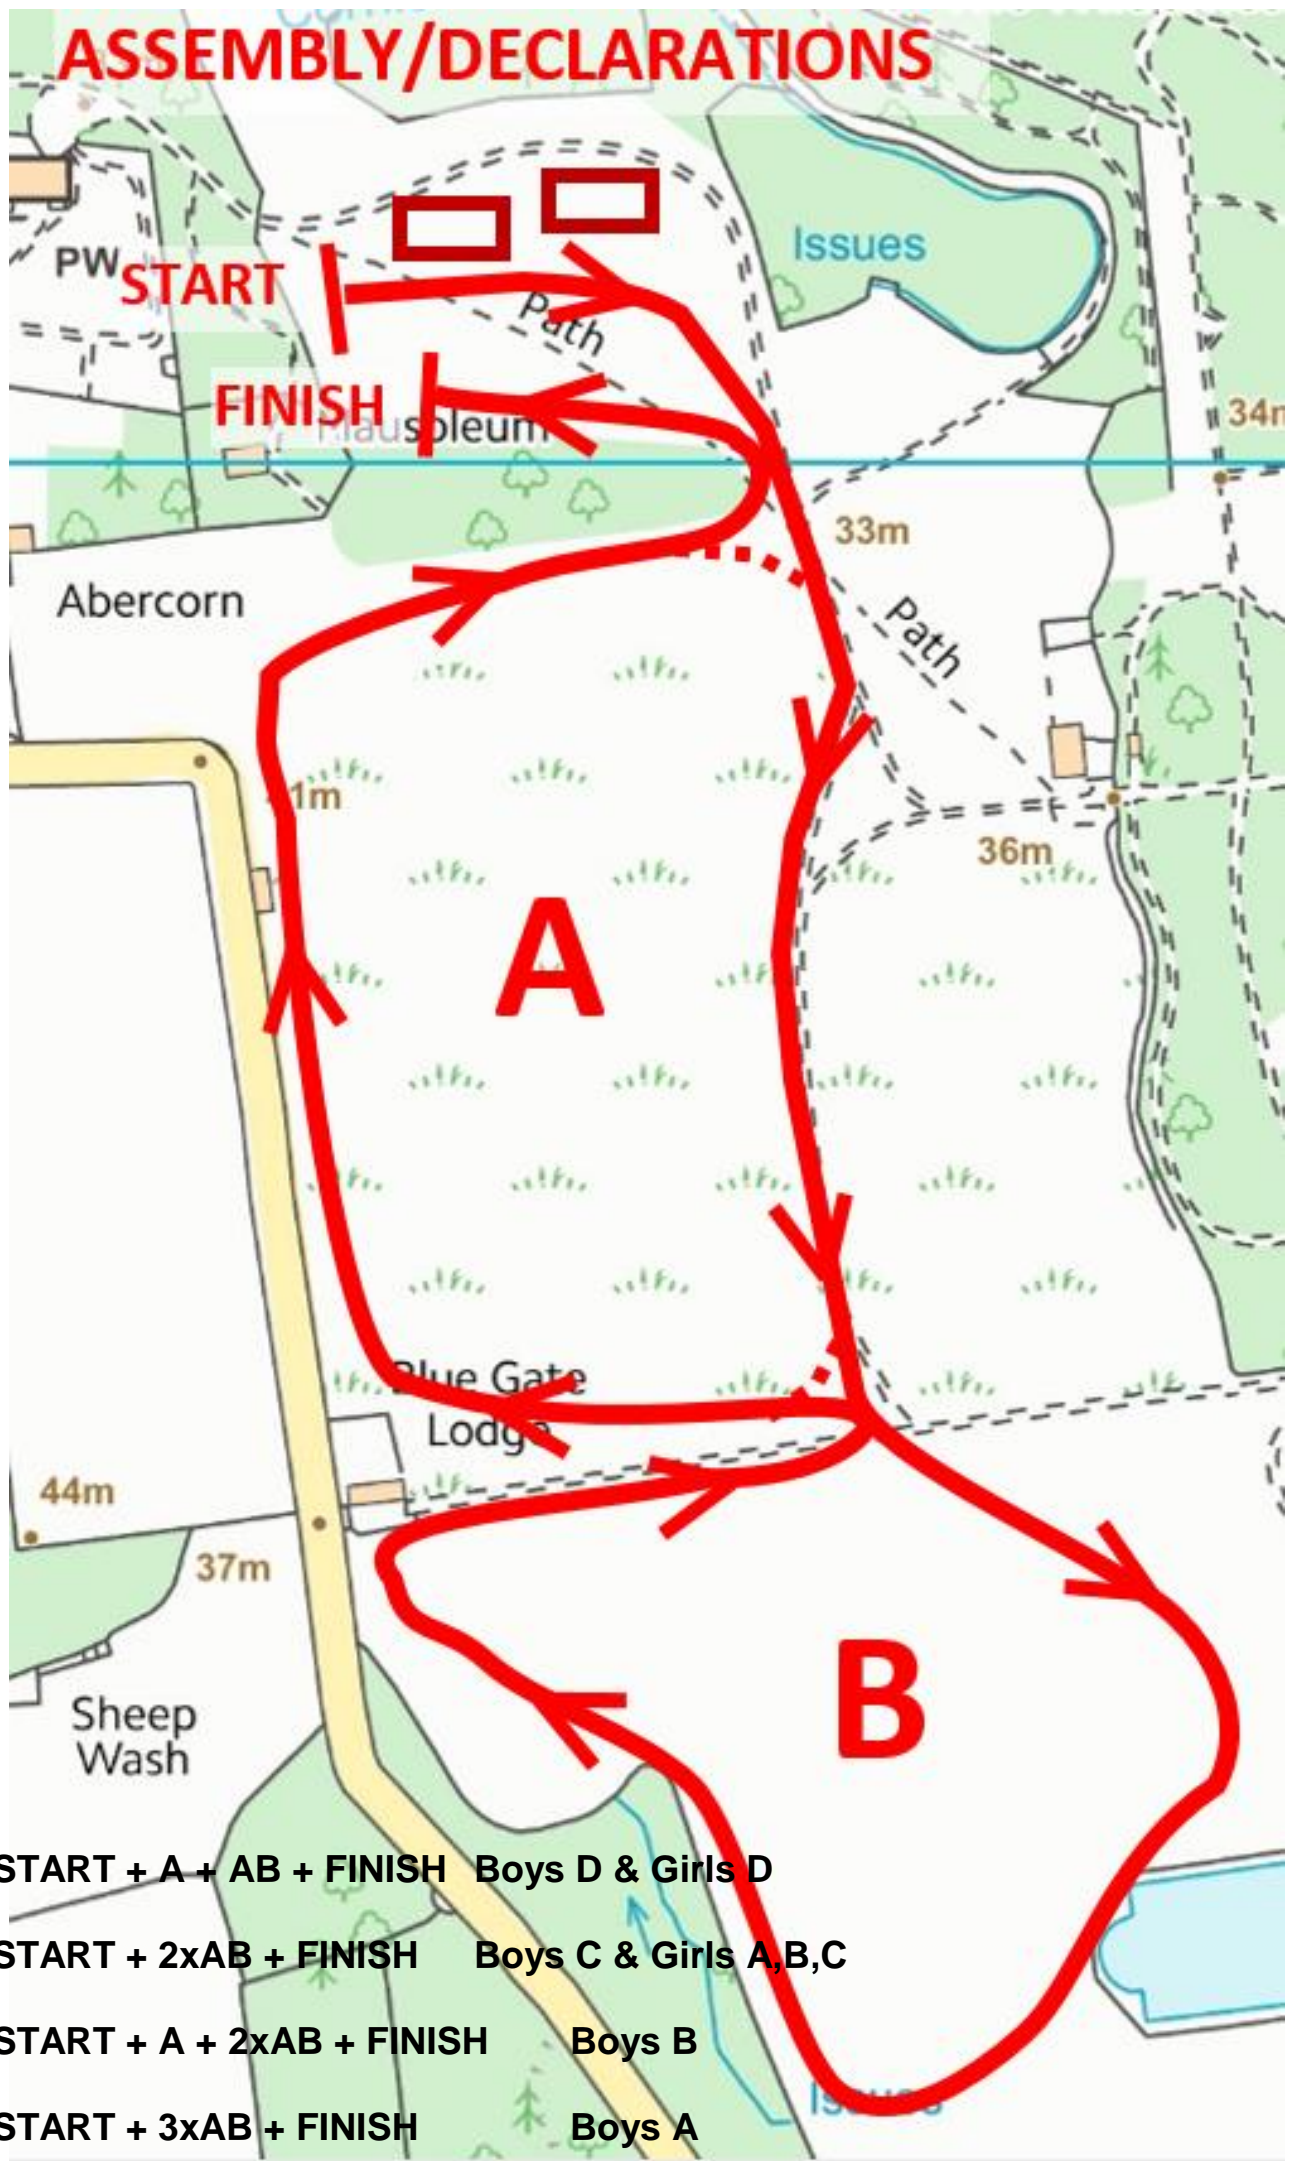 ASSEMBLY/DECLARATIONS
Issues
PW
START
Path
34m
FINISH
Mausoleum
33m
Abercorn
Path
1m
36m
A
Blue Gate
Lodge
44m
37m
B
Sheep
Wash
START + A + AB + FINISH Boys D & Girls D
START + 2xAB + FINISH Boys C & Girls A,B,C
START + A + 2xAB + FINISH Boys B
Issues
START + 3xAB + FINISH Boys A